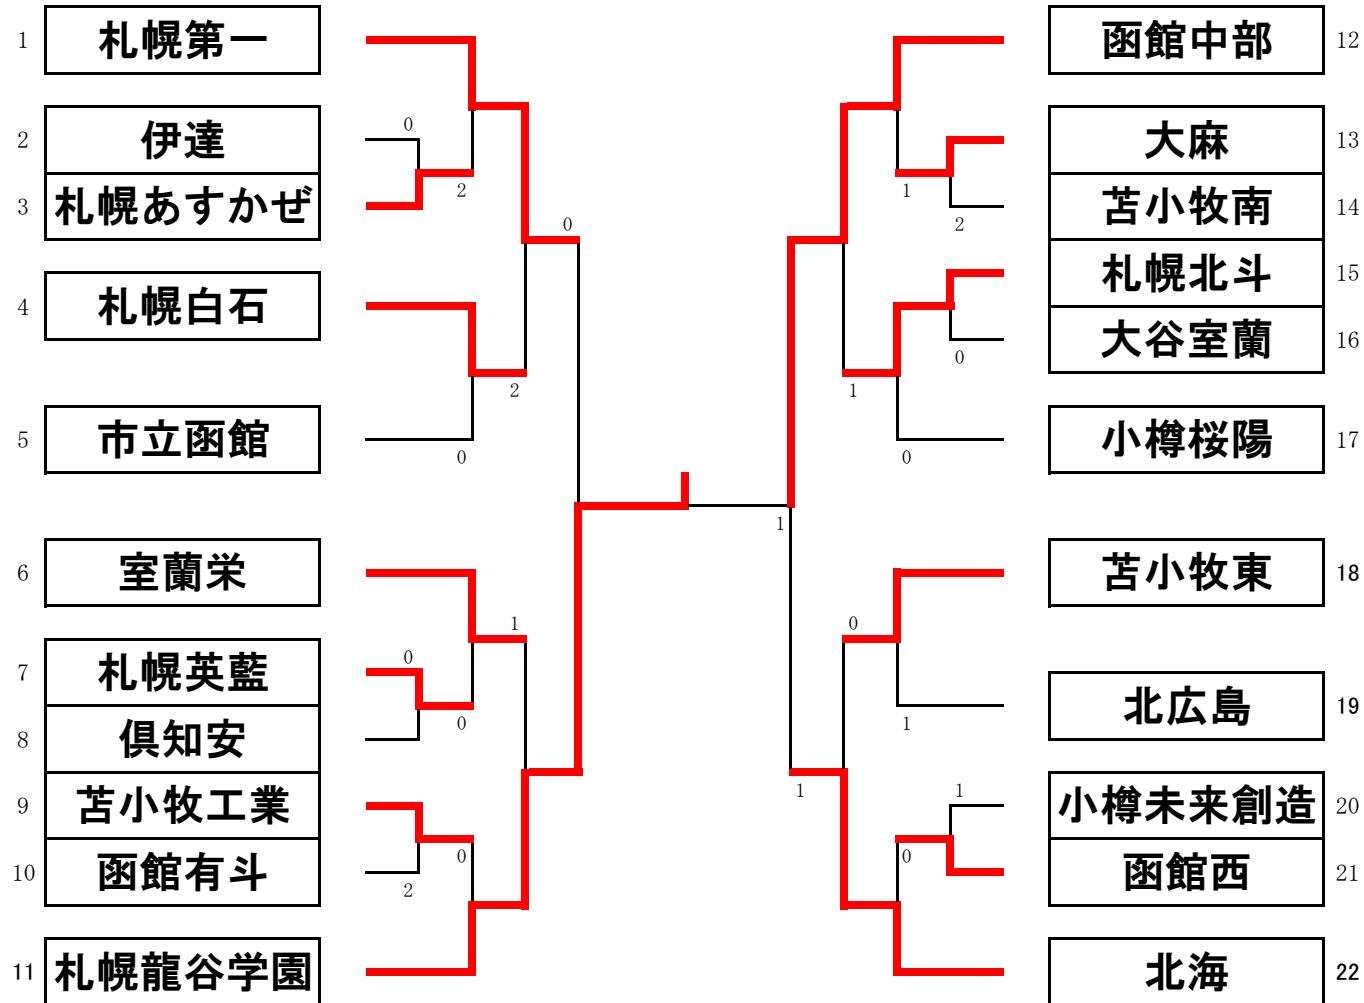 1 札幌第一
2 伊達
0
3 札幌あすかぜ
2
0
4 札幌白石
2
5 市立函館
0
6 室蘭栄
1
7 札幌英藍
0
0
8 倶知安
9 苫小牧工業
0
10 函館有斗
2
11 札幌龍谷学園
1
函館中部 12
大麻 13
1
苫小牧南 14
2
札幌北斗 15
大谷室蘭 16
0
1
小樽桜陽 17
0
苫小牧東 18
0
北広島 19
1
1
小樽未来創造 20
1
函館西 21
0
北海 22